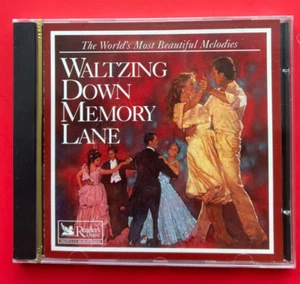 The World's Most Beautiful Melodies
WALTZING
DOWN
MEMORY
LANE
Reader's
Digest